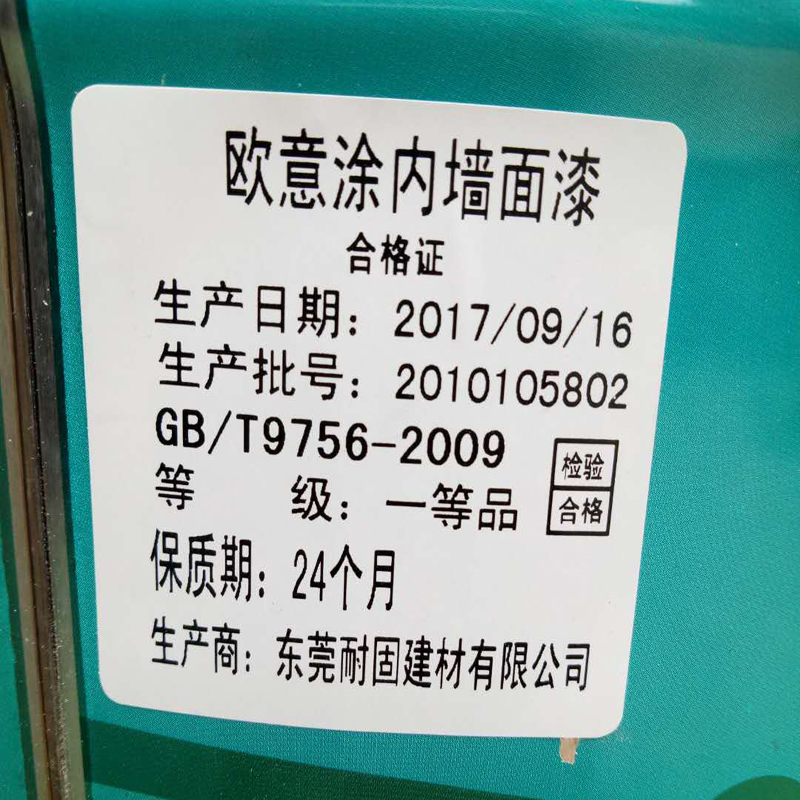 欧意涂内墙面漆
合格证
生产日期：2017/09/16
生产批号：2010105802
GB/T9756-2009
等 级：一等品
检验
合格
保质期：24个月
生产商：东莞耐固建材有限公司